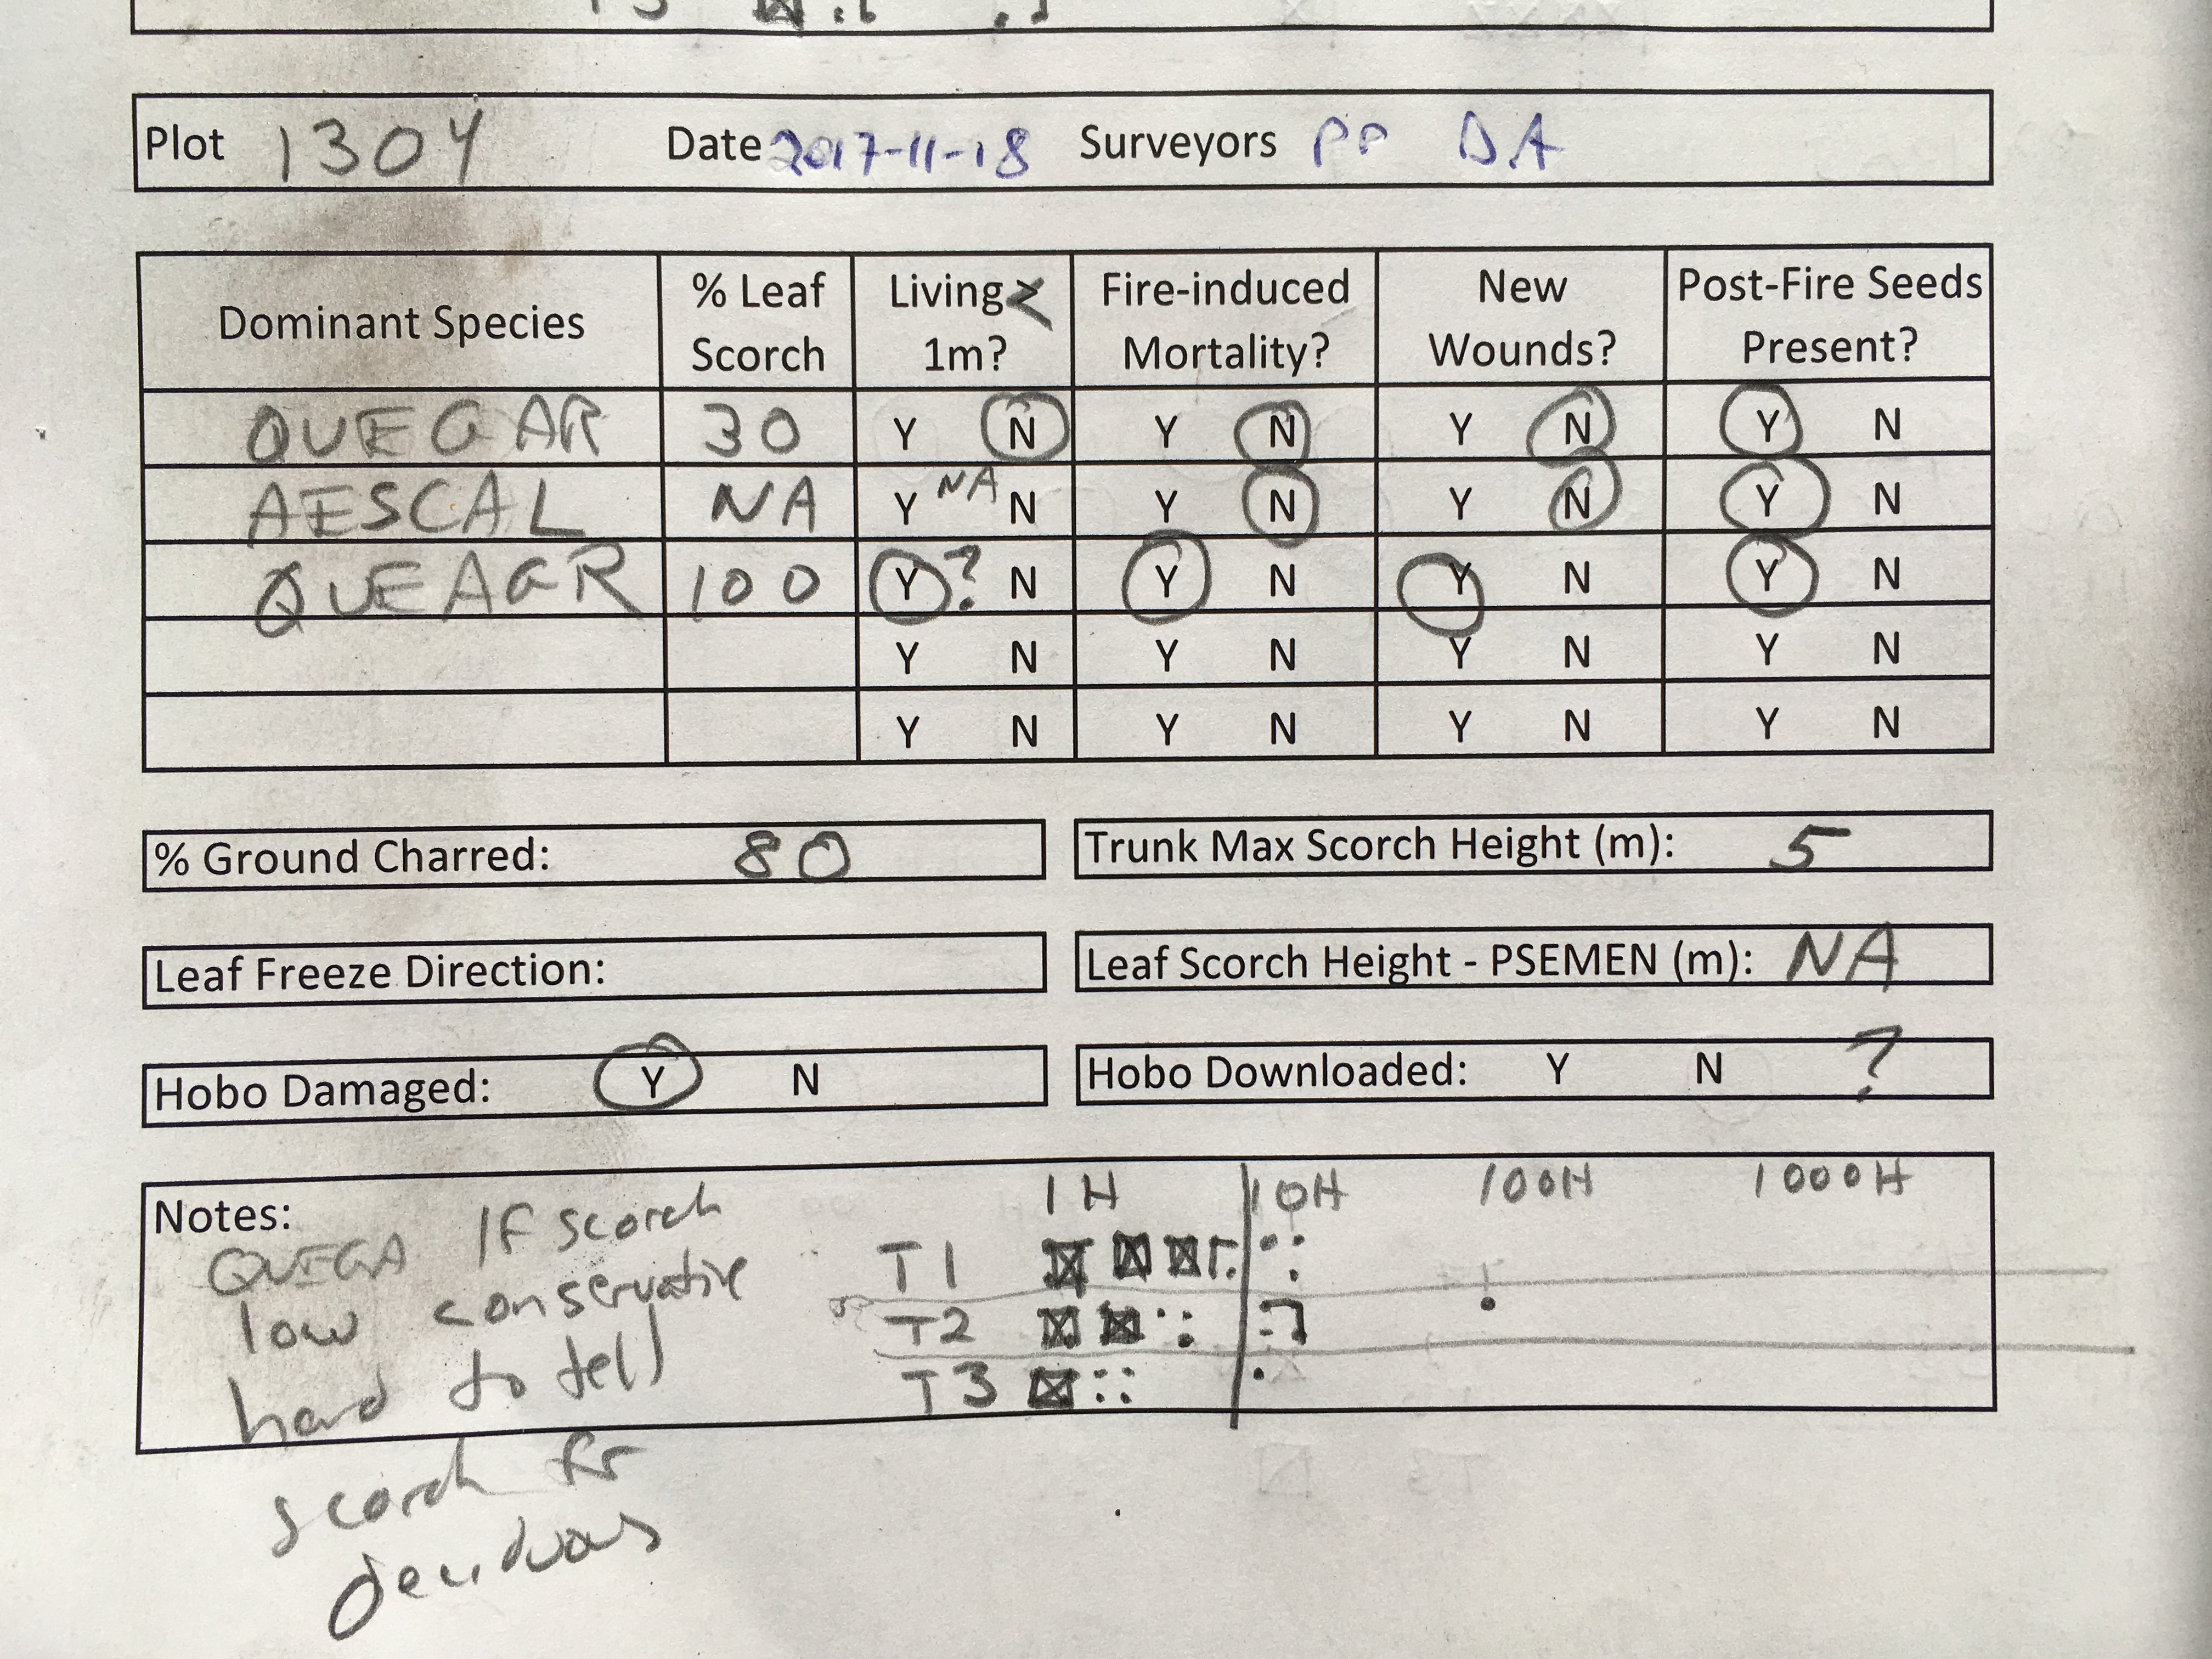 Plot 1304 Date 2017-11-18 Surveyors PP DA
Dominant Species % Leaf Scorch Living < 1m? Fire-induced Mortality? New Wounds? Post-Fire Seeds Present?
QUEGAR 30 Y N Y N Y N Y N
AESCAL NA Y NA N Y N Y N Y N
QUEAGR 100 Y ? N Y N Y N Y N
Y N Y N Y N Y N
Y N Y N Y N Y N
% Ground Charred: 80 Trunk Max Scorch Height (m): 5
Leaf Freeze Direction: Leaf Scorch Height - PSEMEN (m): NA
Hobo Damaged: Y N Hobo Downloaded: Y N ?
Notes: 1H 10H 100H 1000H
QUEGA IF scorch T1
low conservative T2
hard to tell T3
scorch for